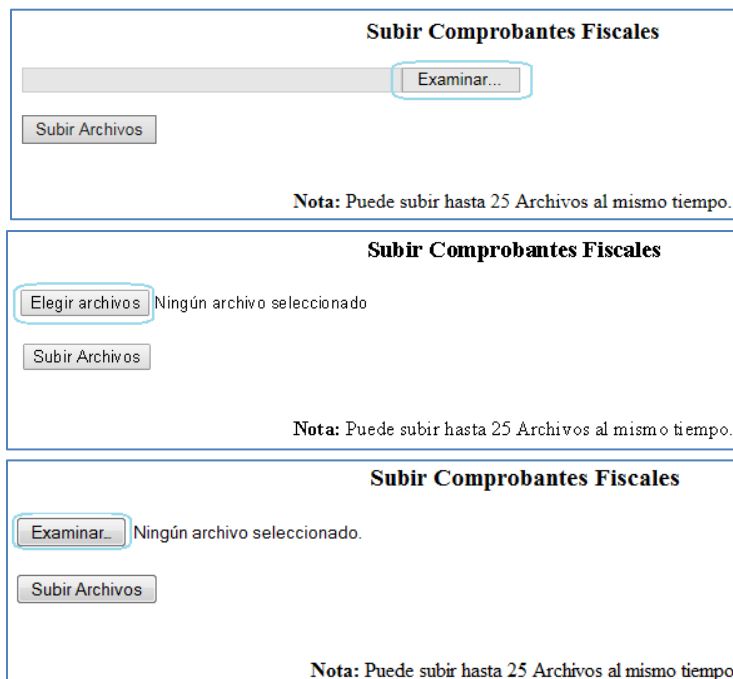 Subir Comprobantes Fiscales
Examinar...
Subir Archivos
Nota: Puede subir hasta 25 Archivos al mismo tiempo.
Subir Comprobantes Fiscales
Elegir archivos Ningún archivo seleccionado
Subir Archivos
Nota: Puede subir hasta 25 Archivos al mismo tiempo.
Subir Comprobantes Fiscales
Examinar... Ningún archivo seleccionado.
Subir Archivos
Nota: Puede subir hasta 25 Archivos al mismo tiempo